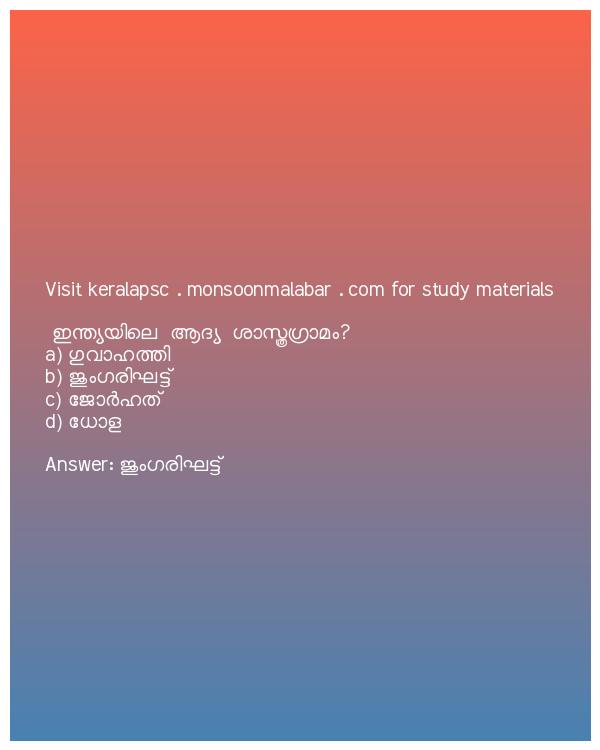 Visit keralapsc . monsoonmalabar . com for study materials
ഇന്ത്യയിലെ ആദ്യ ശാസ്ത്രഗ്രാമം?
a) ഗുവാഹത്തി
b) ജുംഗരിഘട്ട്
c) ജോർഹത്
d) ധോള
Answer: ജുംഗരിഘട്ട്